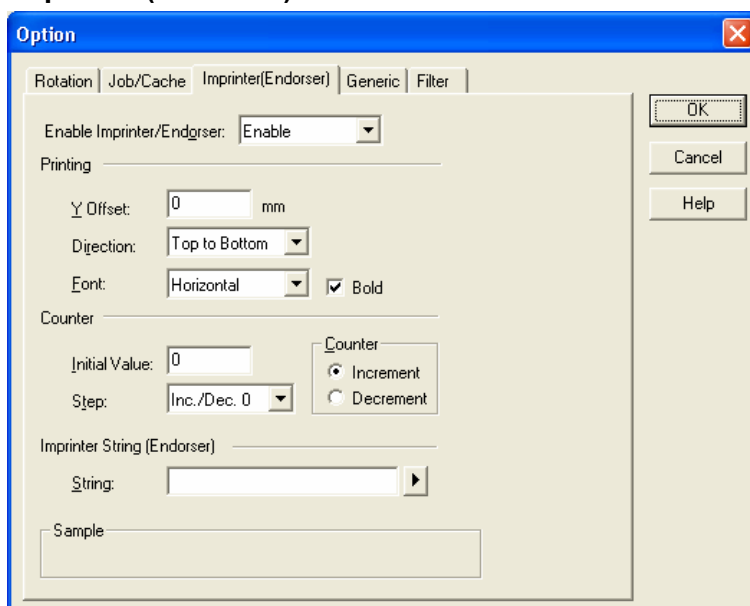 Option
Rotation Job/Cache Imprinter(Endorser) Generic Filter
OK
Cancel
Help
Enable Imprinter/Endorser: Enable
Printing
Y Offset: 0 mm
Direction: Top to Bottom
Font: Horizontal Bold
Counter
Initial Value: 0
Step: Inc./Dec. 0
Counter
Increment
Decrement
Imprinter String (Endorser)
String:
Sample